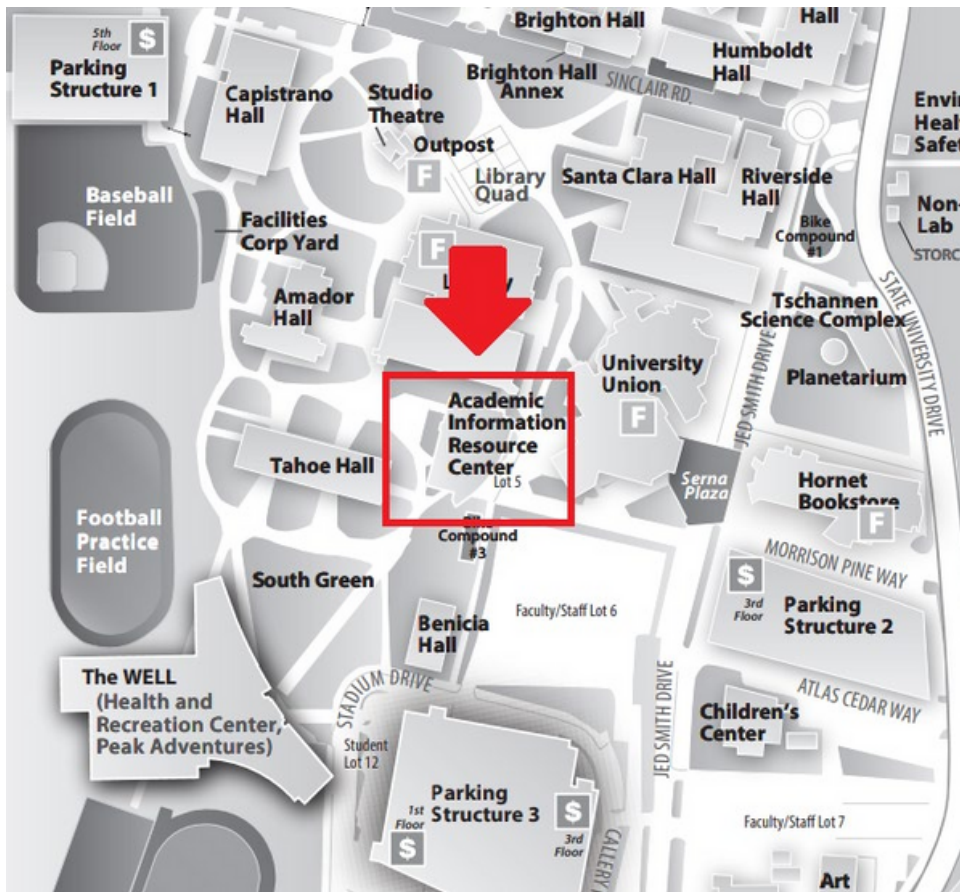 5th
Floor
$
Parking
Structure 1
Capistrano
Hall
Studio
Theatre
Outpost
F
Library
Quad
Brighton Hall
Brighton Hall
Annex
Hall
Humboldt
Hall
SINCLAIR RD.
Santa Clara Hall
Riverside
Hall
Bike
Compound
#1
Safet
Non-
Lab
Baseball
Field
Facilities
Corp Yard
F
Amador
Hall
University
Union
F
Tschannen
Science Complex
Planetarium
STATE UNIVERSITY DRIVE
JED SMITH DRIVE
Academic
Information
Resource
Center
Lot 5
Tahoe Hall
Serna
Plaza
Hornet
Bookstore
F
Football
Practice
Field
Bike
Compound
#3
South Green
Benicia
Hall
Faculty/Staff Lot 6
MORRISON PINE WAY
$
3rd
Floor
Parking
Structure 2
The WELL
(Health and
Recreation Center,
Peak Adventures)
STADIUM DRIVE
Student
Lot 12
JED SMITH DRIVE
ATLAS CEDAR WAY
Children's
Center
Parking
Structure 3
1st
Floor
$
$
3rd
Floor
Faculty/Staff Lot 7
Art